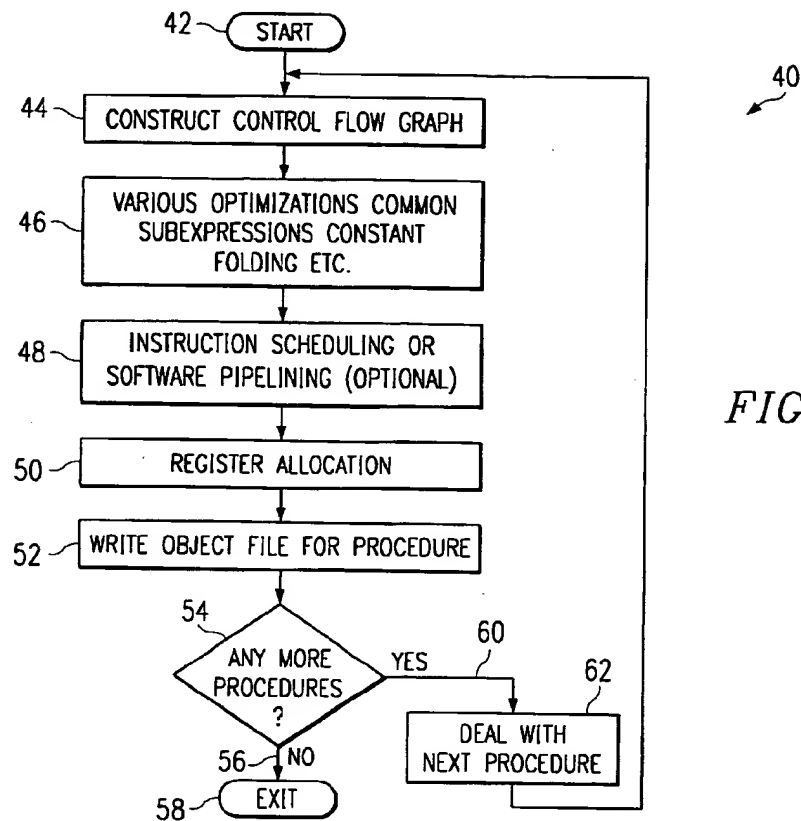 42
START
40
44
CONSTRUCT CONTROL FLOW GRAPH
46
VARIOUS OPTIMIZATIONS COMMON
SUBEXPRESSIONS CONSTANT
FOLDING ETC.
48
INSTRUCTION SCHEDULING OR
SOFTWARE PIPELINING (OPTIONAL)
FIG
50
REGISTER ALLOCATION
52
WRITE OBJECT FILE FOR PROCEDURE
54
ANY MORE
PROCEDURES
?
YES
60
62
DEAL WITH
NEXT PROCEDURE
56
NO
58
EXIT